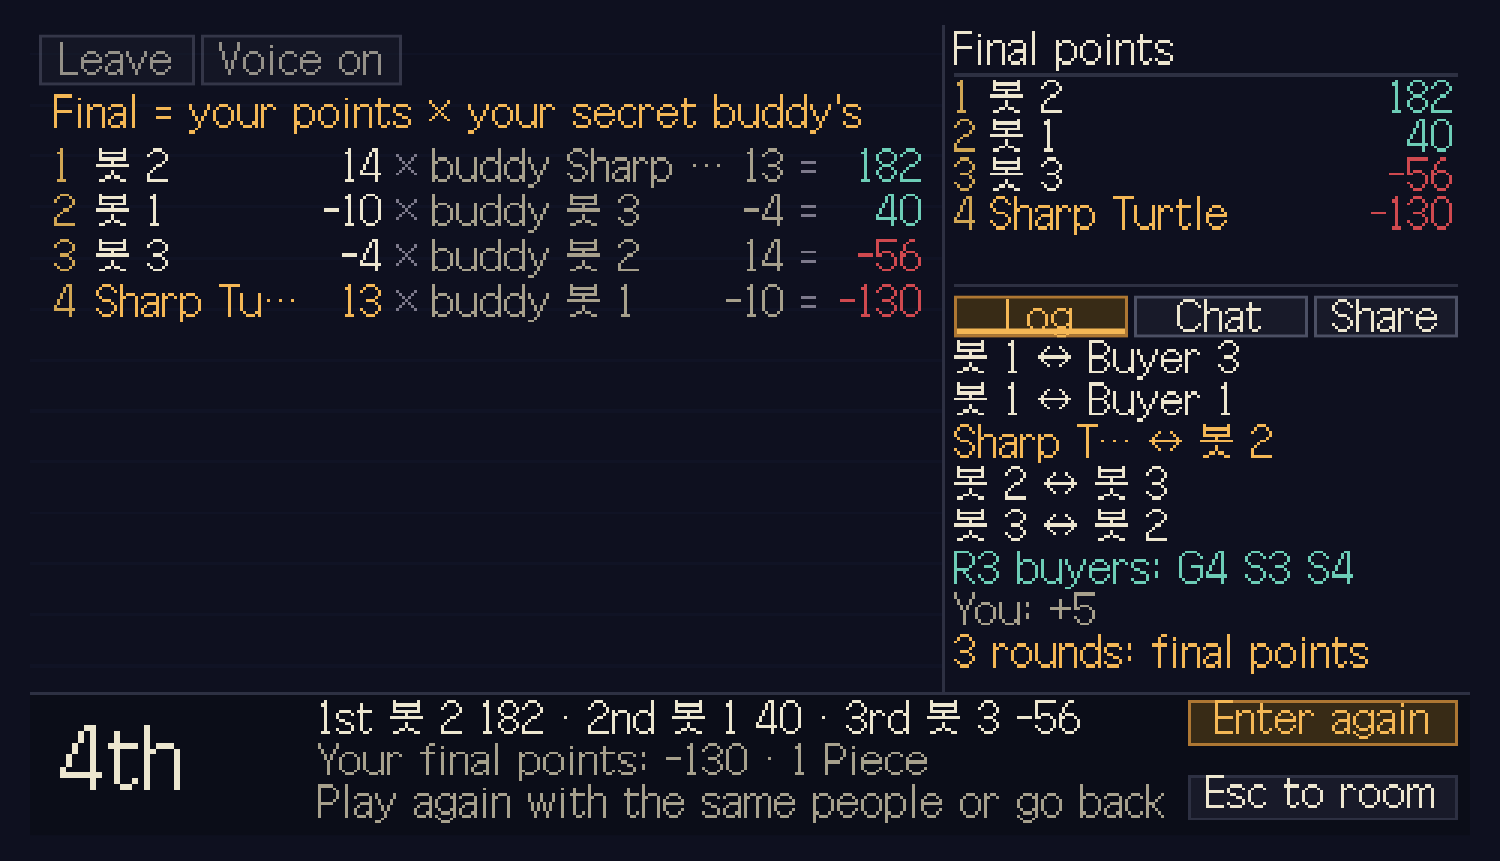 Leave Voice on
Final = your points × your secret buddy's
1 봇 2 14 × buddy Sharp ··· 13 = 182
2 봇 1 -10 × buddy 봇 3 -4 = 40
3 봇 3 -4 × buddy 봇 2 14 = -56
4 Sharp Tu··· 13 × buddy 봇 1 -10 = -130
Final points
1 봇 2 182
2 봇 1 40
3 봇 3 -56
4 Sharp Turtle -130
Log Chat Share
봇 1 ⇔ Buyer 3
봇 1 ⇔ Buyer 1
Sharp T··· ⇔ 봇 2
봇 2 ⇔ 봇 3
봇 3 ⇔ 봇 2
R3 buyers: G4 S3 S4
You: +5
3 rounds: final points
4th
1st 봇 2 182 · 2nd 봇 1 40 · 3rd 봇 3 -56
Your final points: -130 · 1 Piece
Play again with the same people or go back
Enter again
Esc to room